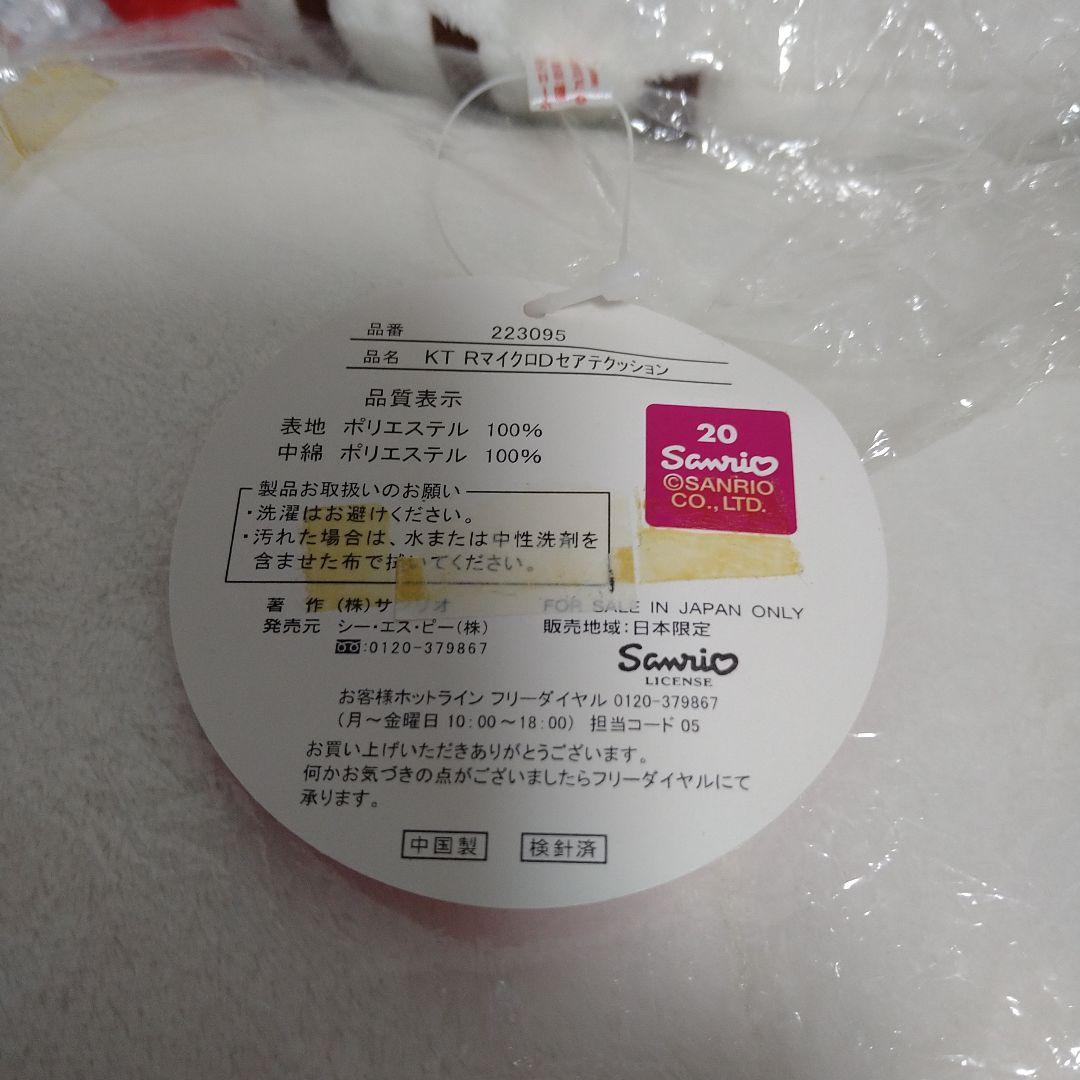 品番 223095
品名 KT RマイクロDセアテクッション
品質表示
表地 ポリエステル 100%
中綿 ポリエステル 100%
20
Sanrio
©SANRIO
CO.,LTD.
製品お取扱いのお願い
・洗濯はお避けください。
・汚れた場合は、水または中性洗剤を
含ませた布で拭いてください。
著作 (株)サンリオ
発売元 シー・エス・ピー(株)
:0120-379867
FOR SALE IN JAPAN ONLY
販売地域:日本限定
Sanrio
LICENSE
お客様ホットライン フリーダイヤル 0120-379867
(月～金曜日 10:00～18:00) 担当コード 05
お買い上げいただきありがとうございます。
何かお気づきの点がございましたらフリーダイヤルにて
承ります。
中国製 検針済